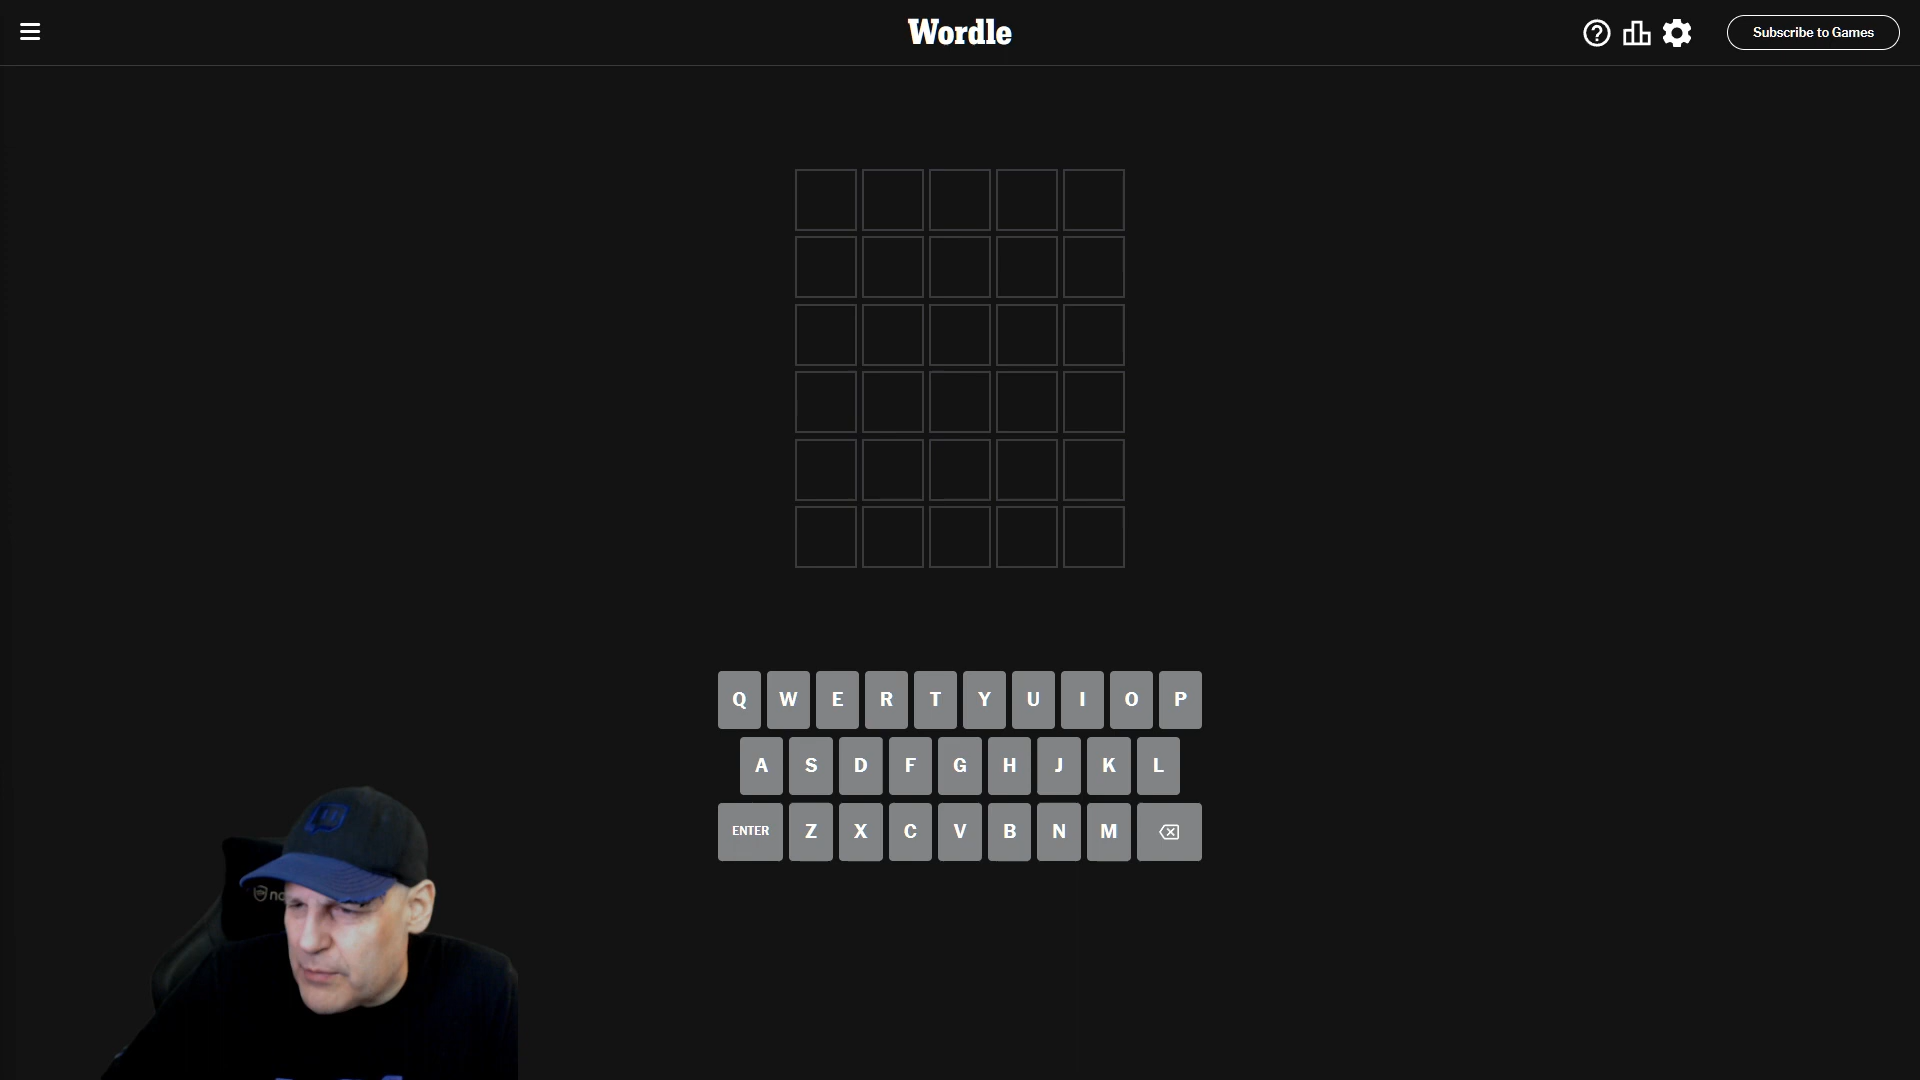 Wordle
Subscribe to Games
Q W E R T Y U I O P
A S D F G H J K L
ENTER Z X C V B N M